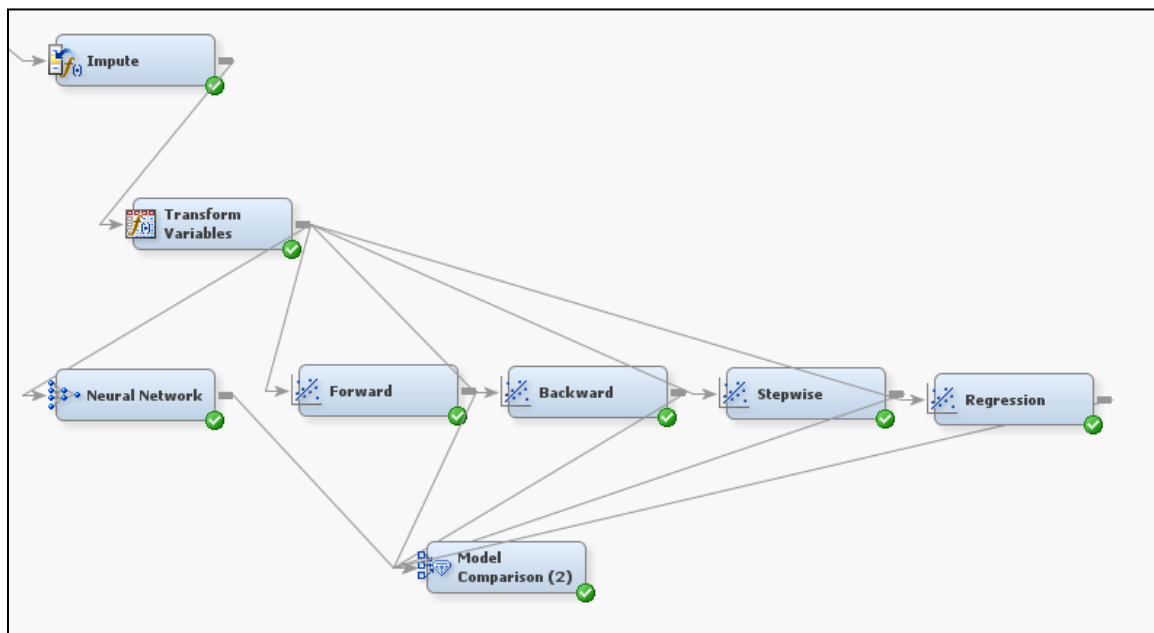 Impute
Transform
Variables
Neural Network
Forward
Backward
Stepwise
Regression
Model
Comparison (2)